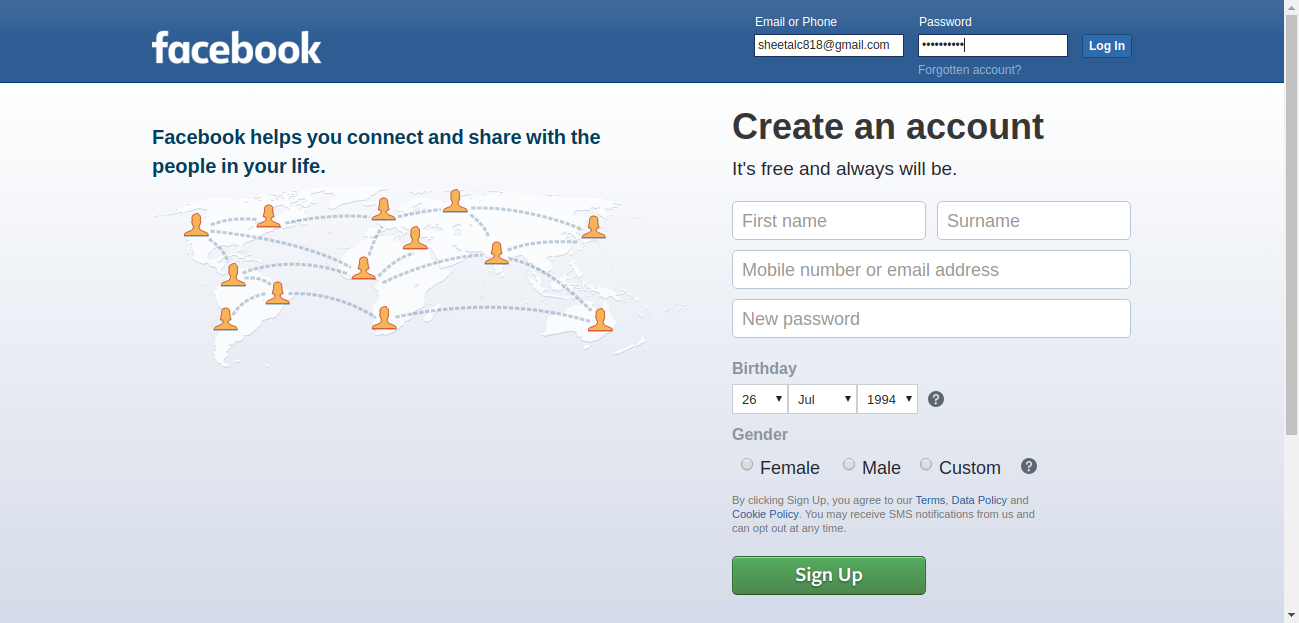 facebook
Email or Phone
Password
sheetalc818@gmail.com
••••••••••
Log In
Forgotten account?
Facebook helps you connect and share with the
people in your life.
Create an account
It's free and always will be.
First name
Surname
Mobile number or email address
New password
Birthday
26
Jul
1994
?
Gender
Female
Male
Custom
?
By clicking Sign Up, you agree to our Terms, Data Policy and
Cookie Policy. You may receive SMS notifications from us and
can opt out at any time.
Sign Up